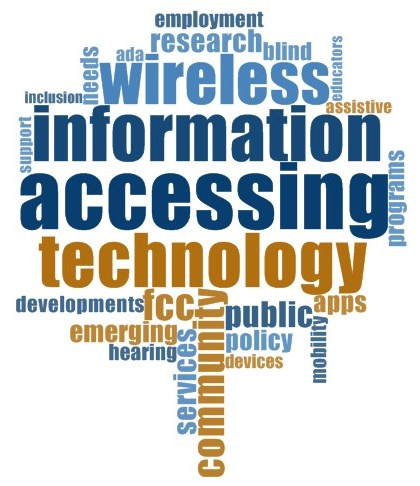 employment
research
blind
educators
needs
ada
wireless
inclusion
assistive
support
information
programs
accessing
technology
developments
fcc
public
apps
emerging
community
policy
mobility
hearing
services
devices